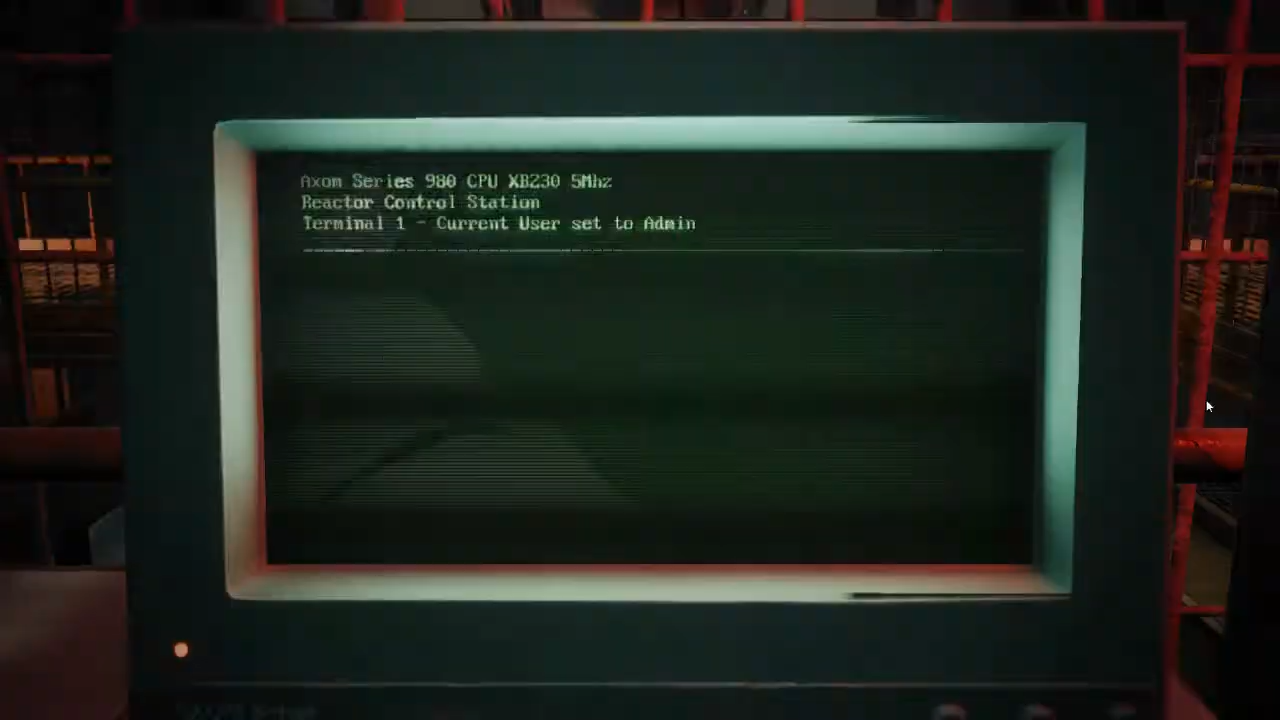 Axom Series 980 CPU XB230 5Mhz
Reactor Control Station
Terminal 1 - Current User set to Admin